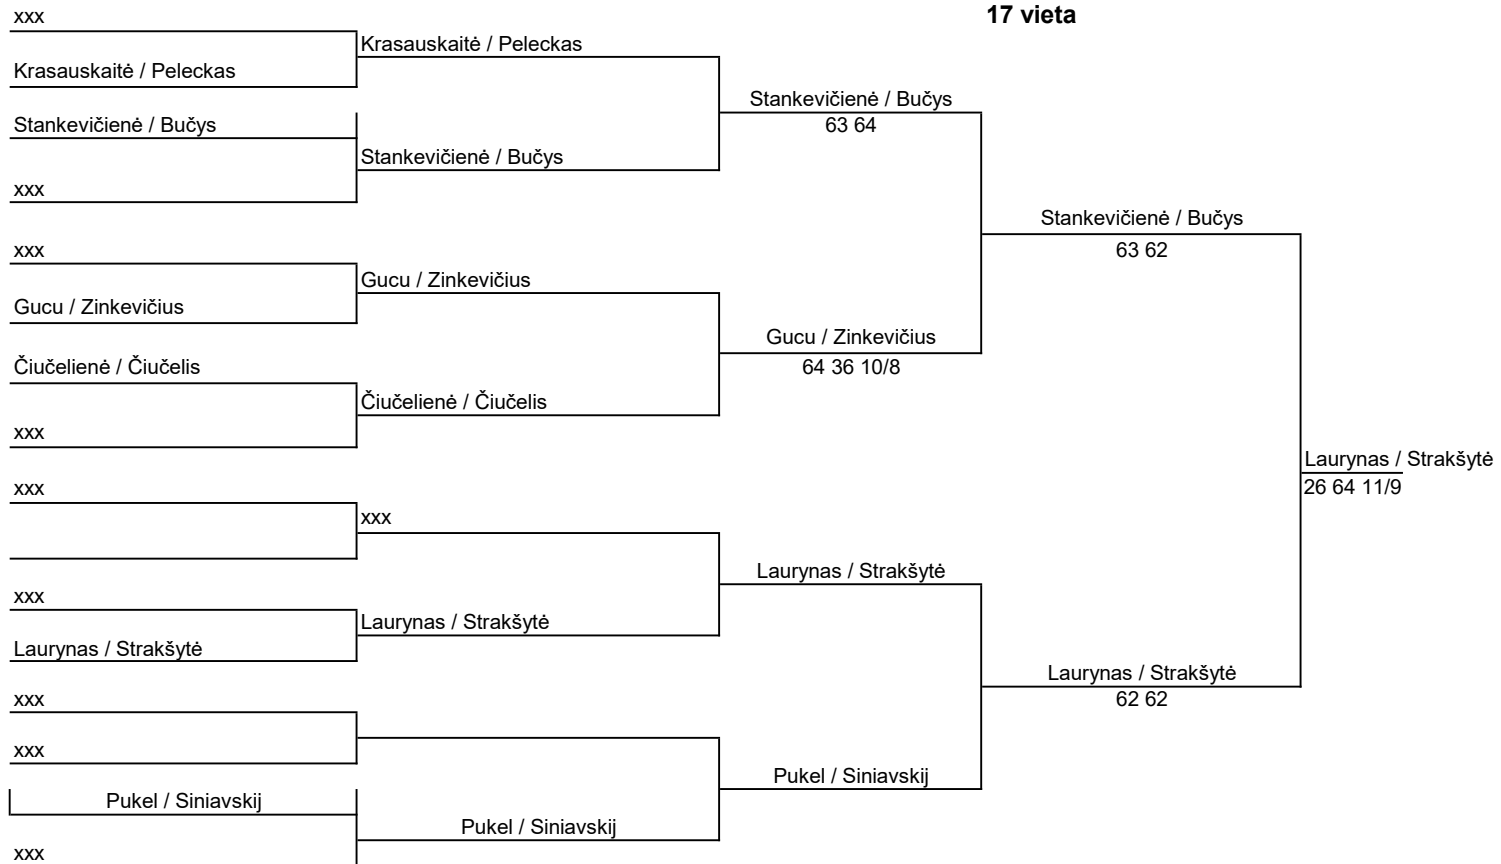 xxx
17 vieta
Krasauskaitė / Peleckas
Krasauskaitė / Peleckas
Stankevičienė / Bučys
Stankevičienė / Bučys
63 64
Stankevičienė / Bučys
xxx
Stankevičienė / Bučys
63 62
xxx
Gucu / Zinkevičius
Gucu / Zinkevičius
Gucu / Zinkevičius
64 36 10/8
Čiučelienė / Čiučelis
Čiučelienė / Čiučelis
xxx
Laurynas / Strakšytė
26 64 11/9
xxx
xxx
Laurynas / Strakšytė
xxx
Laurynas / Strakšytė
Laurynas / Strakšytė
Laurynas / Strakšytė
62 62
xxx
xxx
Pukel / Siniavskij
Pukel / Siniavskij
Pukel / Siniavskij
xxx